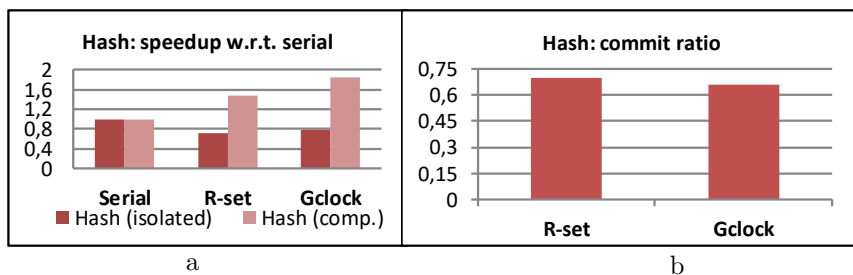 Hash: speedup w.r.t. serial
2
1,6
1,2
0,8
0,4
0
Serial R-set Gclock
Hash (isolated) Hash (comp.)
a
Hash: commit ratio
0,75
0,6
0,45
0,3
0,15
0
R-set Gclock
b